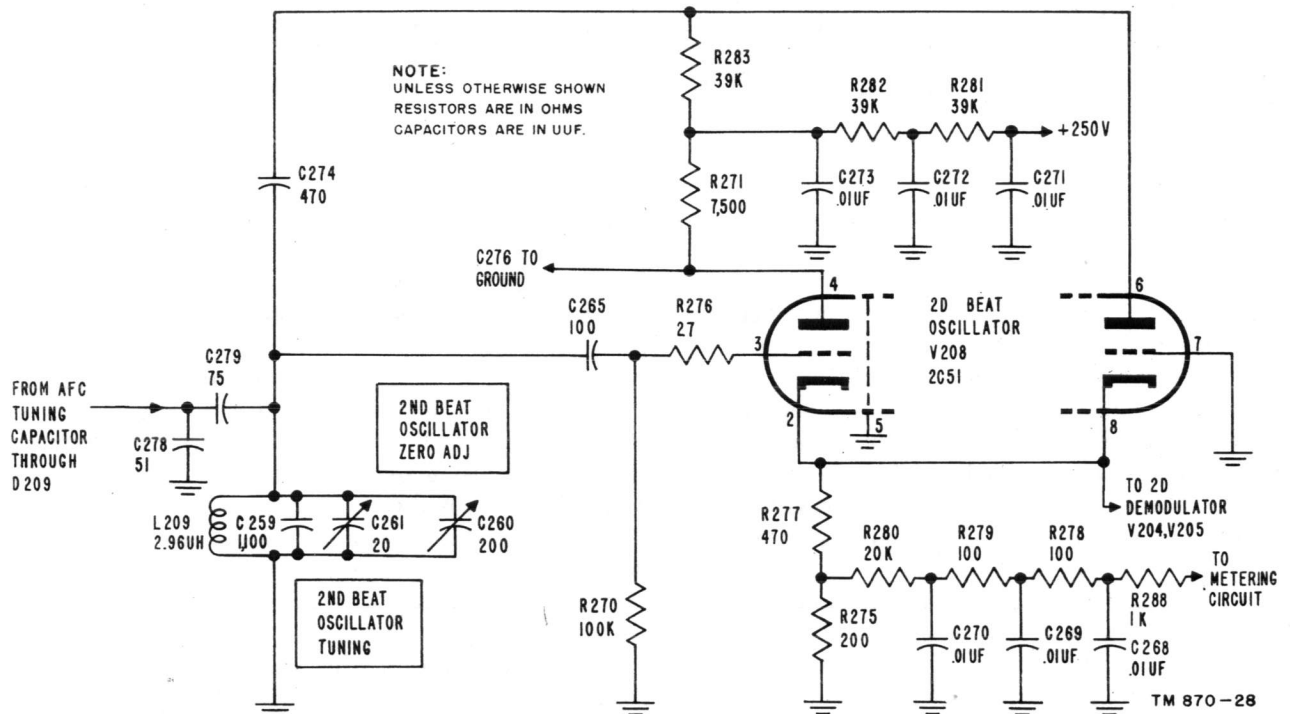 NOTE:
UNLESS OTHERWISE SHOWN
RESISTORS ARE IN OHMS
CAPACITORS ARE IN UUF.
R283
39K
R282
39K
R281
39K
+250V
C274
470
R271
7,500
C273
.01UF
C272
.01UF
C271
.01UF
C276 TO
GROUND
4
6
C265
100
R276
27
3
2D BEAT
OSCILLATOR
V208
2C51
7
2
5
8
C279
75
FROM AFC
TUNING
CAPACITOR
THROUGH
D209
C278
51
2ND BEAT
OSCILLATOR
ZERO ADJ
L209
2.96UH
C259
1,100
C261
20
C260
200
2ND BEAT
OSCILLATOR
TUNING
R270
100K
R277
470
TO 2D
DEMODULATOR
V204,V205
R280
20K
R279
100
R278
100
TO
METERING
CIRCUIT
R288
1K
R275
200
C270
.01UF
C269
.01UF
C268
.01UF
TM 870-28